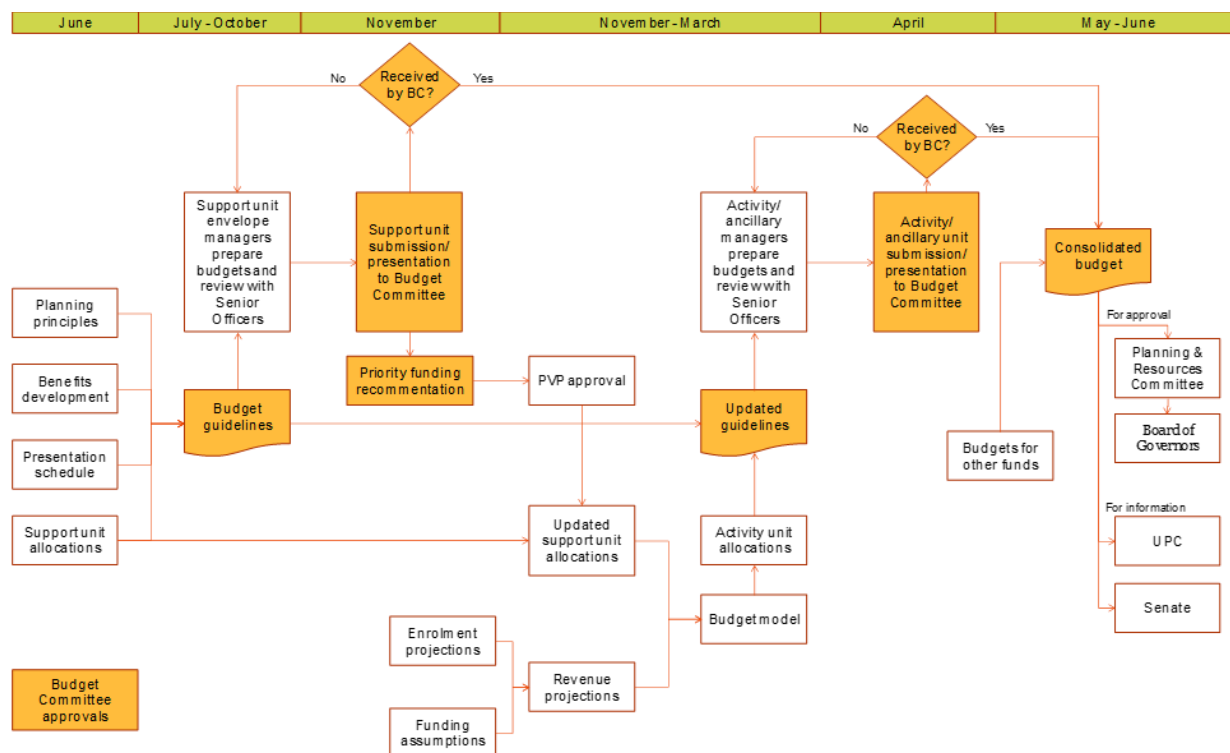 June
July - October
November
November - March
April
May - June
Received
by BC?
No
Yes
Received
by BC?
No
Yes
Support unit
envelope
managers
prepare
budgets and
review with
Senior
Officers
Support unit
submission/
presentation
to Budget
Committee
Activity/
ancillary
managers
prepare
budgets and
review with
Senior
Officers
Activity/
ancillary unit
submission/
presentation
to Budget
Committee
Consolidated
budget
Planning
principles
For approval
Priority funding
recommentation
PVP approval
Planning &
Resources
Committee
Benefits
development
Budget
guidelines
Updated
guidelines
Board of
Governors
Presentation
schedule
Budgets for
other funds
For information
Support unit
allocations
Updated
support unit
allocations
Activity unit
allocations
UPC
Budget model
Senate
Enrolment
projections
Revenue
projections
Funding
assumptions
Budget
Committee
approvals